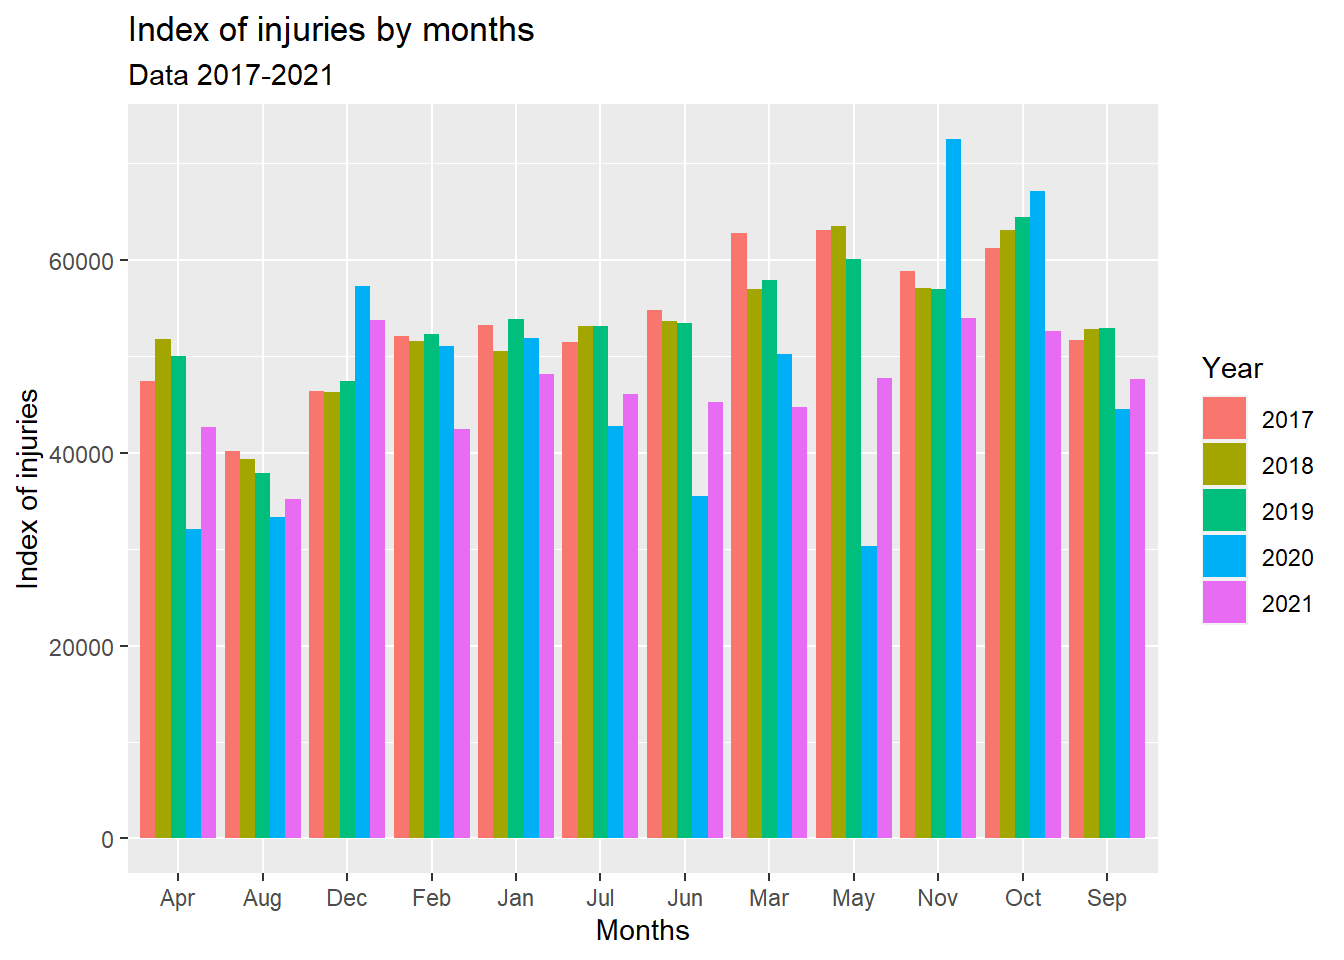 Index of injuries by months
Data 2017-2021
Index of injuries
60000
40000
20000
0
Apr Aug Dec Feb Jan Jul Jun Mar May Nov Oct Sep
Months
Year
2017
2018
2019
2020
2021